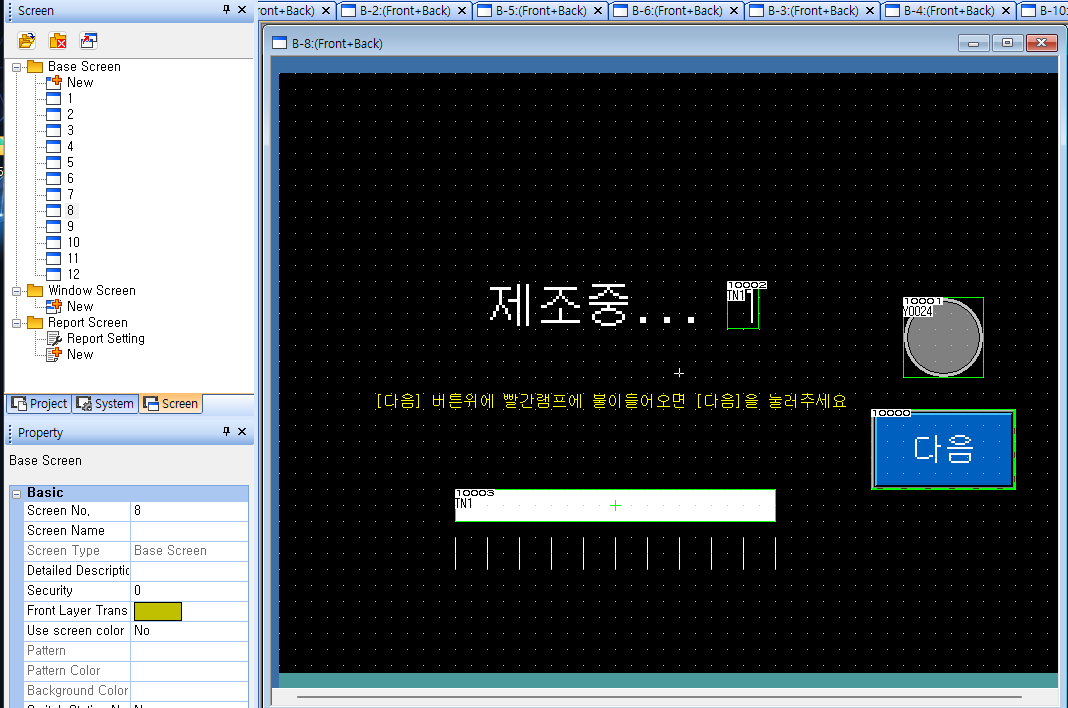 Screen
ont+Back)
B-2:(Front+Back)
B-5:(Front+Back)
B-6:(Front+Back)
B-3:(Front+Back)
B-4:(Front+Back)
B-10:
B-8:(Front+Back)
Base Screen
New
1
2
3
4
5
6
7
8
9
10
11
12
Window Screen
New
Report Screen
Report Setting
New
Project
System
Screen
Property
Base Screen
Basic
Screen No. 8
Screen Name
Screen Type Base Screen
Detailed Descriptic
Security 0
Front Layer Trans
Use screen color No
Pattern
Pattern Color
Background Color
제조중...
10002
TN11
10001
Y0024
[다음] 버튼위에 빨간램프에 불이들어오면 [다음]을 눌러주세요
10000
다음
10003
TN1